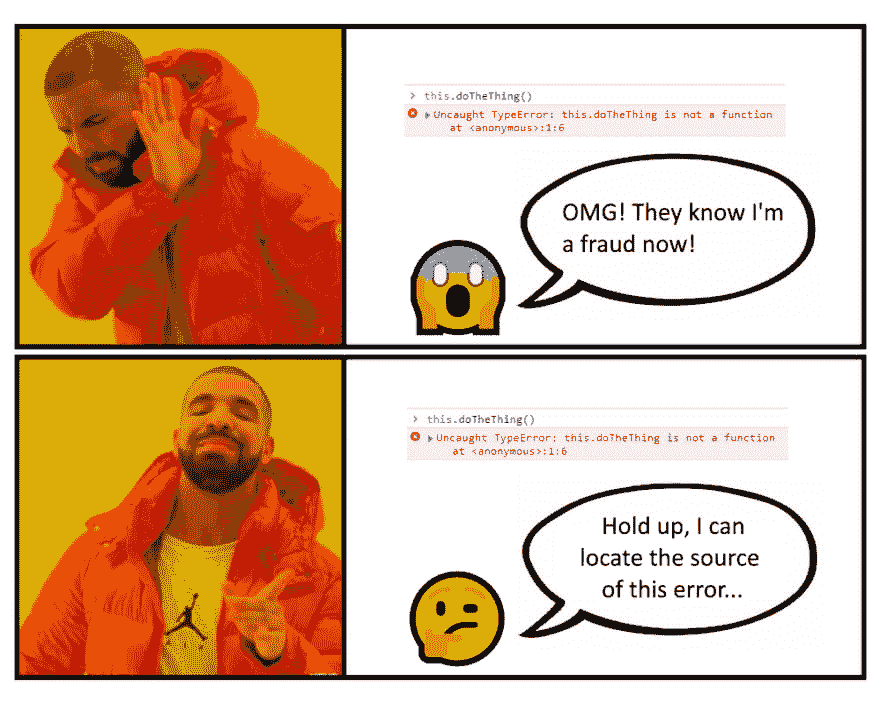 > this.doTheThing()
Uncaught TypeError: this.doTheThing is not a function
at <anonymous>:1:6
OMG! They know I'm
a fraud now!
> this.doTheThing()
Uncaught TypeError: this.doTheThing is not a function
at <anonymous>:1:6
Hold up, I can
locate the source
of this error...